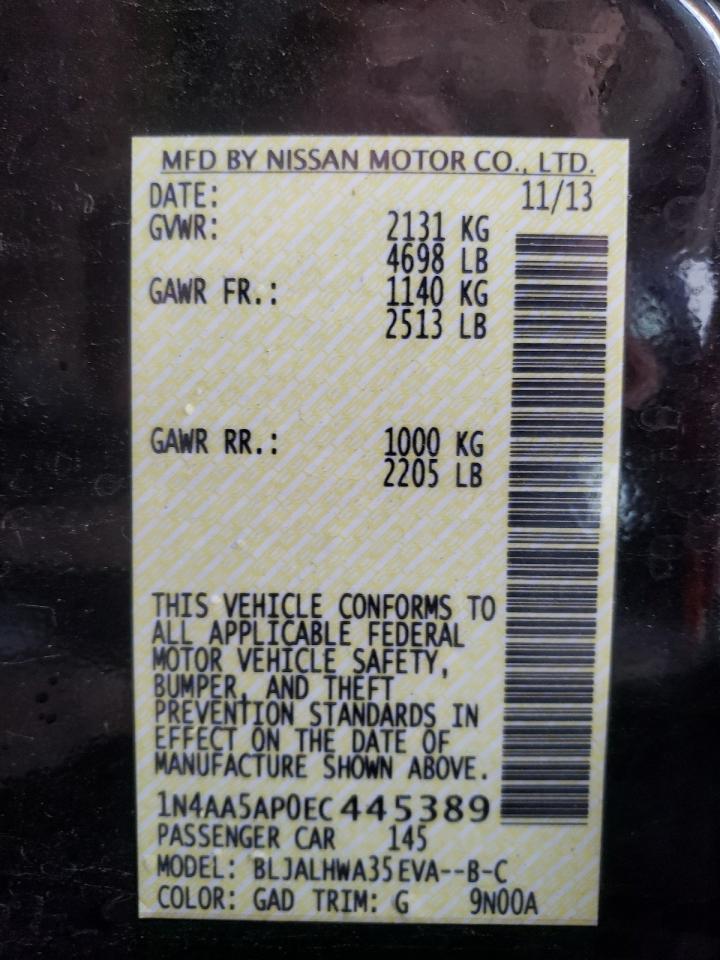 MFD BY NISSAN MOTOR CO., LTD.
DATE: 11/13
GVWR: 2131 KG
4698 LB
GAWR FR.: 1140 KG
2513 LB
GAWR RR.: 1000 KG
2205 LB
THIS VEHICLE CONFORMS TO
ALL APPLICABLE FEDERAL
MOTOR VEHICLE SAFETY,
BUMPER, AND THEFT
PREVENTION STANDARDS IN
EFFECT ON THE DATE OF
MANUFACTURE SHOWN ABOVE.
1N4AA5AP0EC445389
PASSENGER CAR 145
MODEL: BLJALHWA35EVA--B-C
COLOR: GAD TRIM: G 9N00A